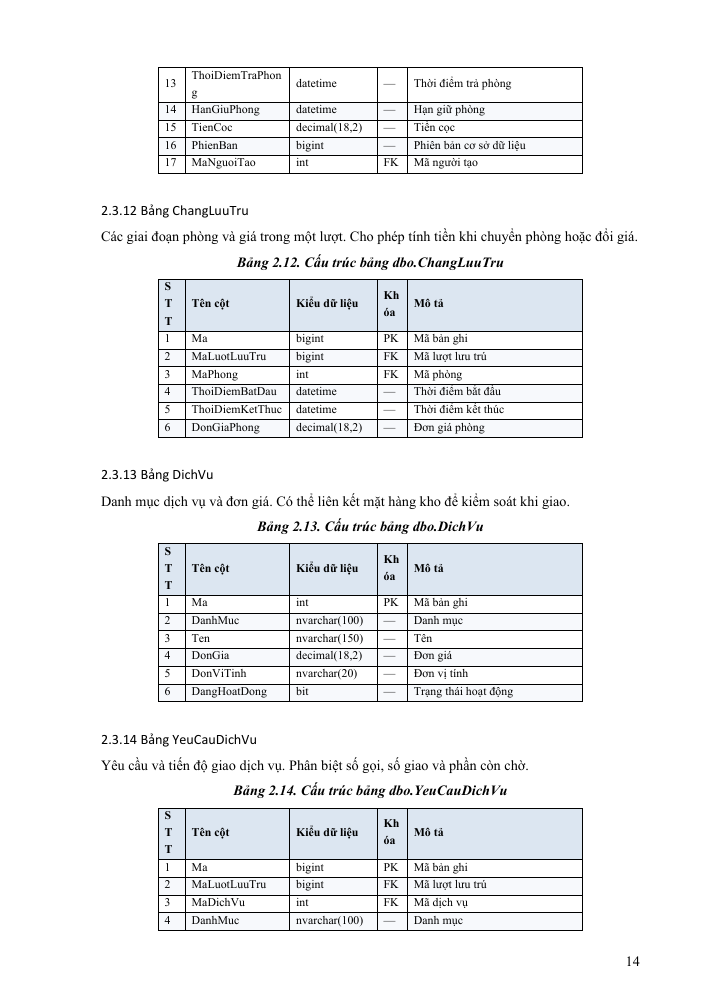 13 ThoiDiemTraPhon datetime — Thời điểm trả phòng
g
14 HanGiuPhong datetime — Hạn giữ phòng
15 TienCoc decimal(18,2) — Tiền cọc
16 PhienBan bigint — Phiên bản cơ sở dữ liệu
17 MaNguoiTao int FK Mã người tạo
2.3.12 Bảng ChangLuuTru
Các giai đoạn phòng và giá trong một lượt. Cho phép tính tiền khi chuyển phòng hoặc đổi giá.
Bảng 2.12. Cấu trúc bảng dbo.ChangLuuTru
S
T Tên cột Kiểu dữ liệu Kh Mô tả
T óa
1 Ma bigint PK Mã bản ghi
2 MaLuotLuuTru bigint FK Mã lượt lưu trú
3 MaPhong int FK Mã phòng
4 ThoiDiemBatDau datetime — Thời điểm bắt đầu
5 ThoiDiemKetThuc datetime — Thời điểm kết thúc
6 DonGiaPhong decimal(18,2) — Đơn giá phòng
2.3.13 Bảng DichVu
Danh mục dịch vụ và đơn giá. Có thể liên kết mặt hàng kho để kiểm soát khi giao.
Bảng 2.13. Cấu trúc bảng dbo.DichVu
S
T Tên cột Kiểu dữ liệu Kh Mô tả
T óa
1 Ma int PK Mã bản ghi
2 DanhMuc nvarchar(100) — Danh mục
3 Ten nvarchar(150) — Tên
4 DonGia decimal(18,2) — Đơn giá
5 DonViTinh nvarchar(20) — Đơn vị tính
6 DangHoatDong bit — Trạng thái hoạt động
2.3.14 Bảng YeuCauDichVu
Yêu cầu và tiến độ giao dịch vụ. Phân biệt số gọi, số giao và phần còn chờ.
Bảng 2.14. Cấu trúc bảng dbo.YeuCauDichVu
S
T Tên cột Kiểu dữ liệu Kh Mô tả
T óa
1 Ma bigint PK Mã bản ghi
2 MaLuotLuuTru bigint FK Mã lượt lưu trú
3 MaDichVu int FK Mã dịch vụ
4 DanhMuc nvarchar(100) — Danh mục
14